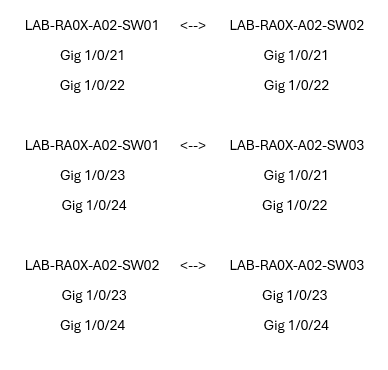 LAB-RA0X-A02-SW01 <--> LAB-RA0X-A02-SW02
Gig 1/0/21 Gig 1/0/21
Gig 1/0/22 Gig 1/0/22
LAB-RA0X-A02-SW01 <--> LAB-RA0X-A02-SW03
Gig 1/0/23 Gig 1/0/21
Gig 1/0/24 Gig 1/0/22
LAB-RA0X-A02-SW02 <--> LAB-RA0X-A02-SW03
Gig 1/0/23 Gig 1/0/23
Gig 1/0/24 Gig 1/0/24